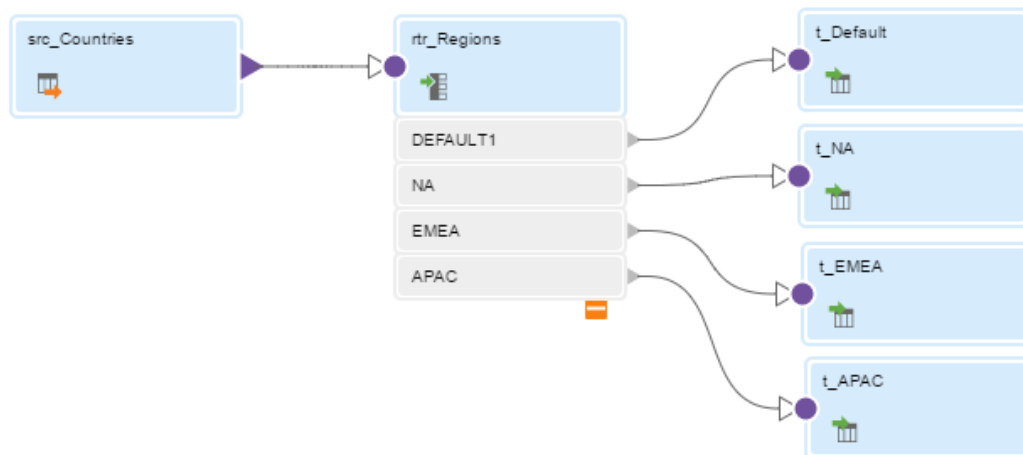 src_Countries
rtr_Regions
DEFAULT1
NA
EMEA
APAC
t_Default
t_NA
t_EMEA
t_APAC